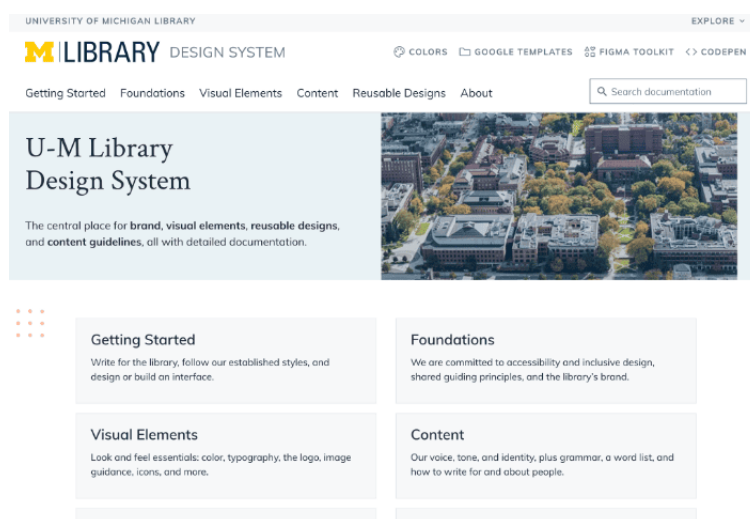 UNIVERSITY OF MICHIGAN LIBRARY
EXPLORE
M LIBRARY DESIGN SYSTEM
COLORS
GOOGLE TEMPLATES
FIGMA TOOLKIT
CODEPEN
Getting Started
Foundations
Visual Elements
Content
Reusable Designs
About
Search documentation
U-M Library
Design System
The central place for brand, visual elements, reusable designs,
and content guidelines, all with detailed documentation.
Getting Started
Write for the library, follow our established styles, and
design or build an interface.
Foundations
We are committed to accessibility and inclusive design,
shared guiding principles, and the library's brand.
Visual Elements
Look and feel essentials: color, typography, the logo, image
guidance, icons, and more.
Content
Our voice, tone, and identity, plus grammar, a word list, and
how to write for and about people.